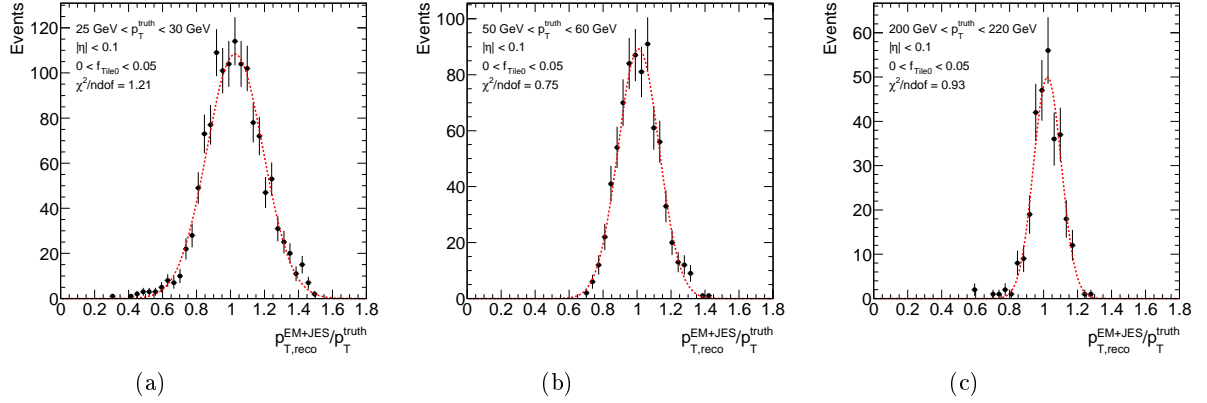 Events
120
100
80
60
40
20
0
25 GeV < p_T^truth < 30 GeV
|η| < 0.1
0 < f_Tile0 < 0.05
χ²/ndof = 1.21
0 0.2 0.4 0.6 0.8 1 1.2 1.4 1.6 1.8
p_T,reco^EM+JES/p_T^truth
(a)
Events
100
80
60
40
20
0
50 GeV < p_T^truth < 60 GeV
|η| < 0.1
0 < f_Tile0 < 0.05
χ²/ndof = 0.75
0 0.2 0.4 0.6 0.8 1 1.2 1.4 1.6 1.8
p_T,reco^EM+JES/p_T^truth
(b)
Events
60
50
40
30
20
10
0
200 GeV < p_T^truth < 220 GeV
|η| < 0.1
0 < f_Tile0 < 0.05
χ²/ndof = 0.93
0 0.2 0.4 0.6 0.8 1 1.2 1.4 1.6 1.8
p_T,reco^EM+JES/p_T^truth
(c)